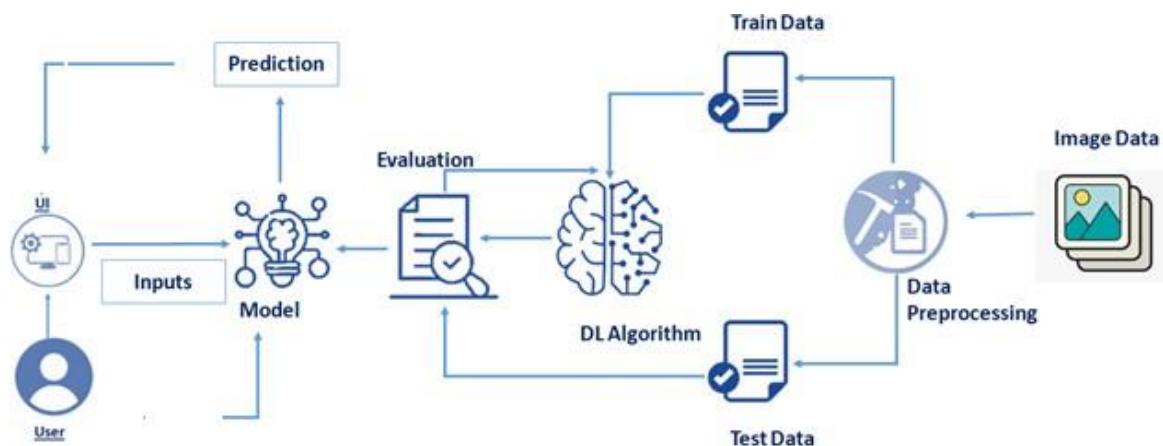 Train Data
Prediction
Image Data
Evaluation
UI
Inputs
Model
Data
Preprocessing
DL Algorithm
User
Test Data